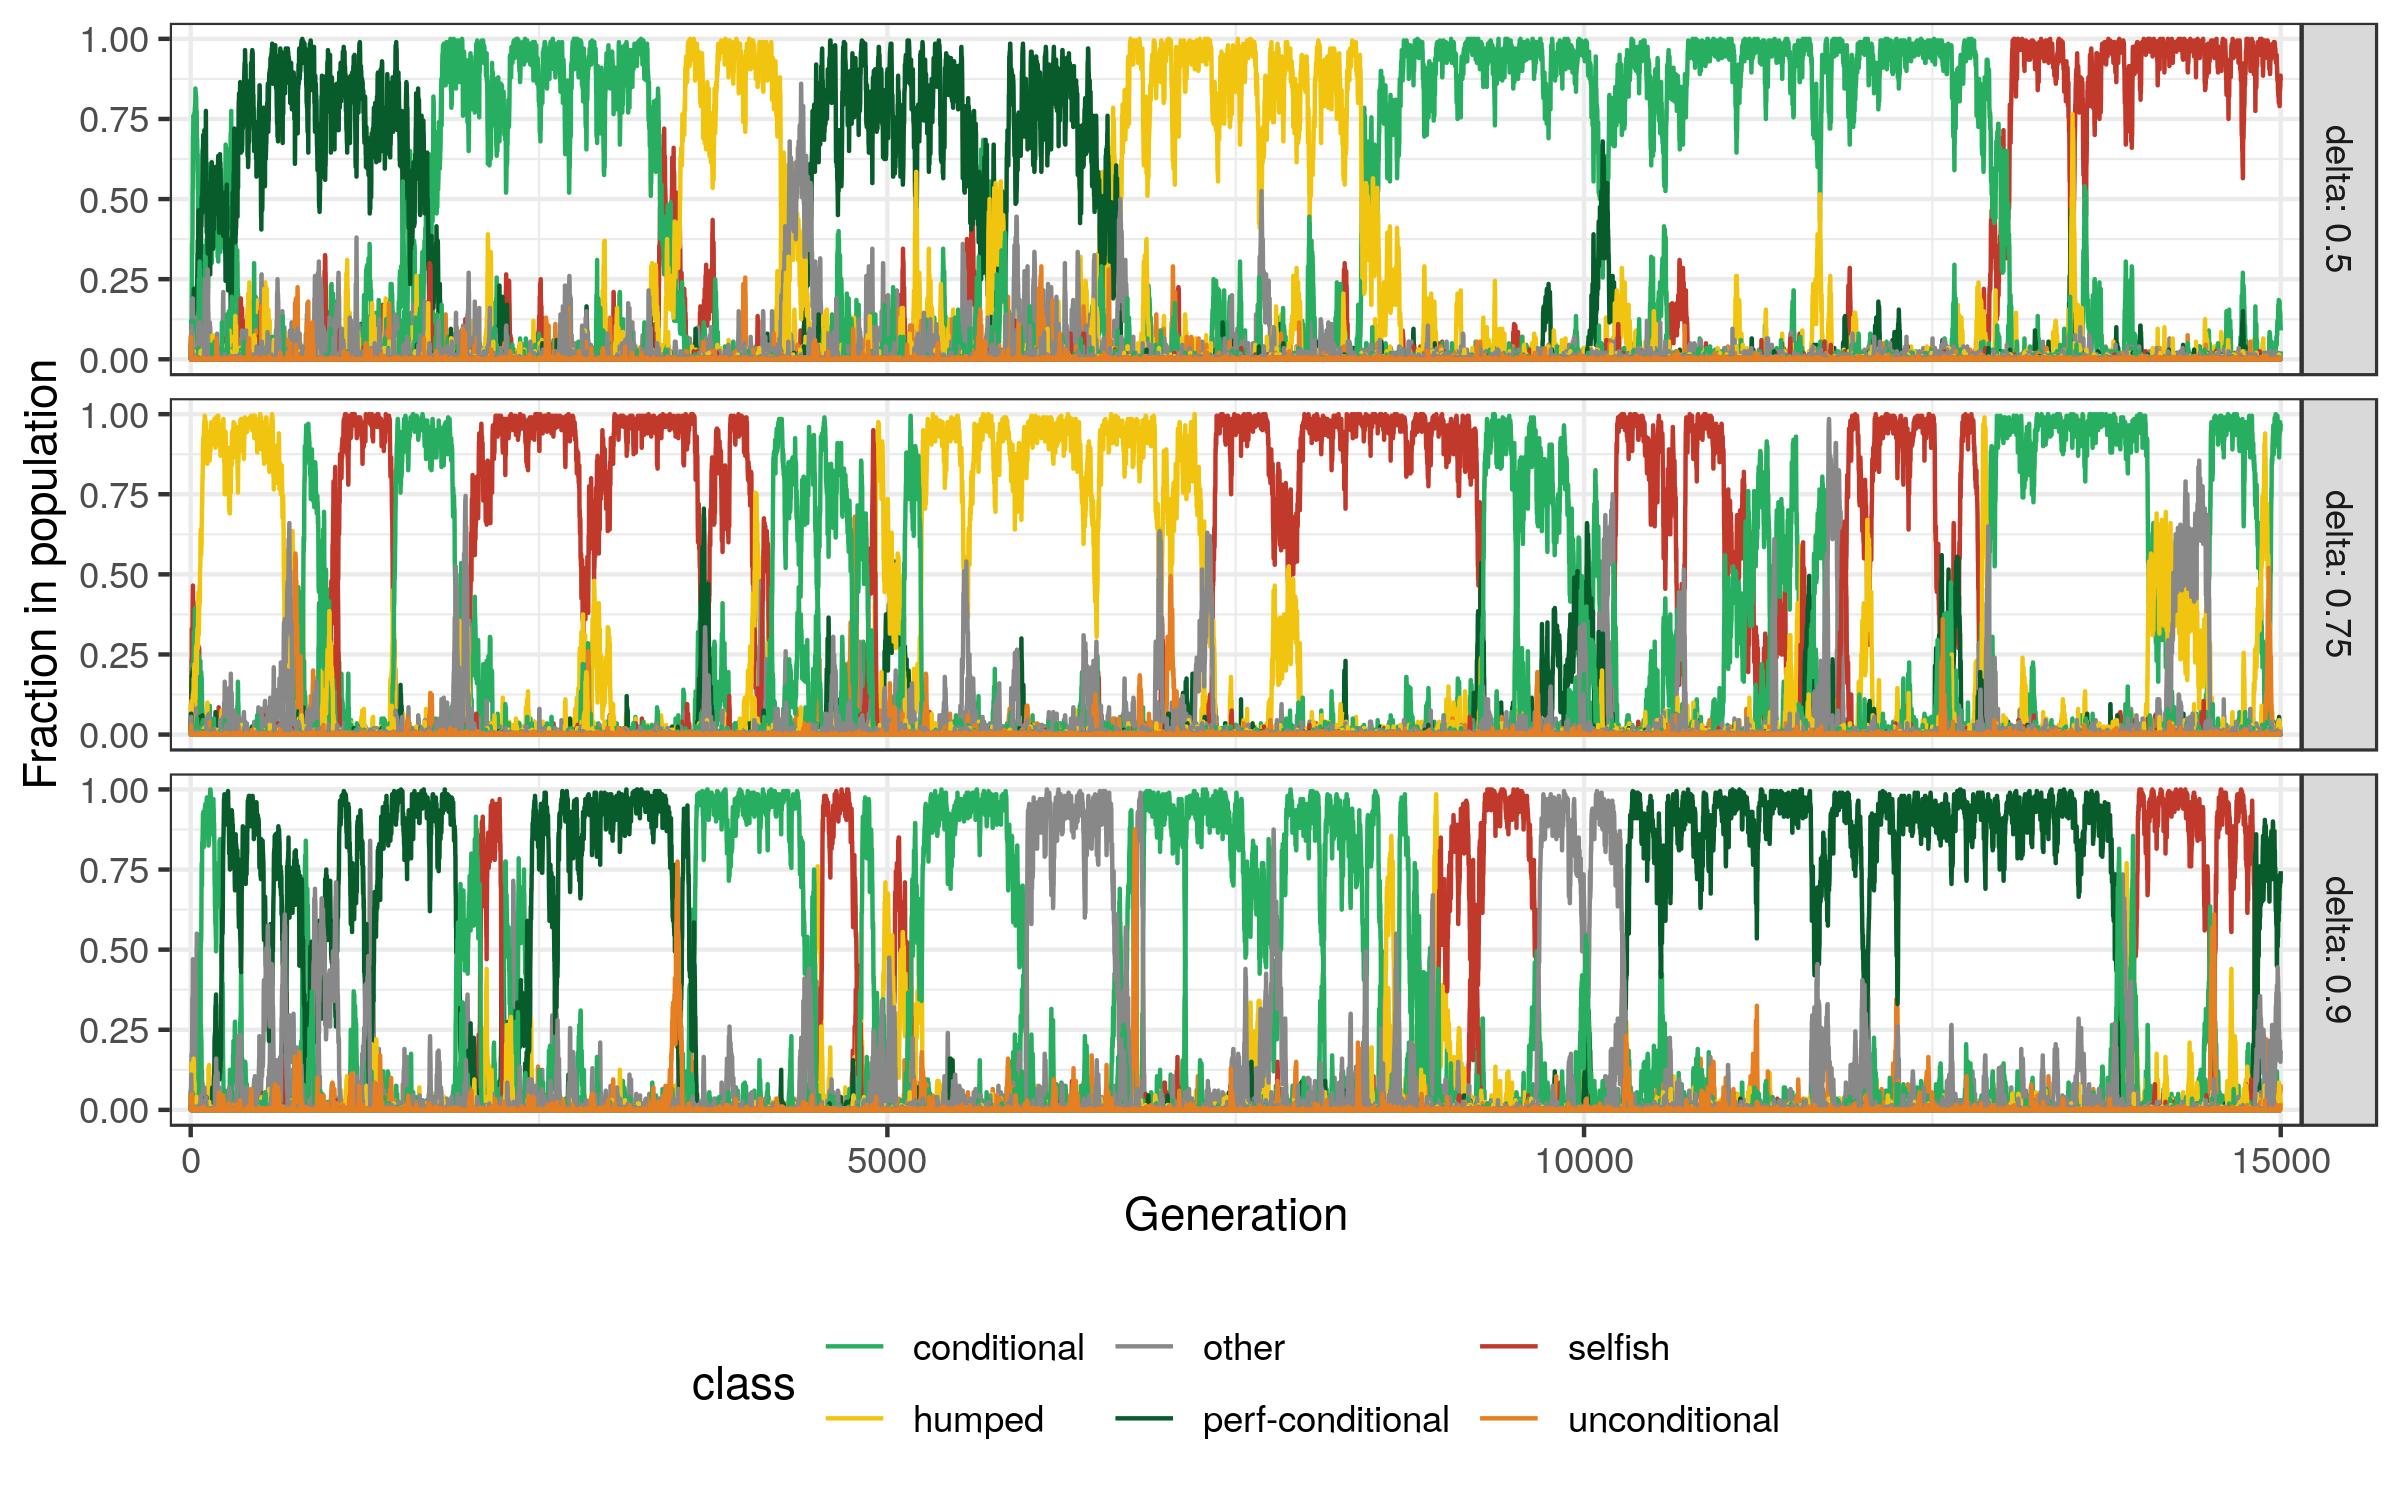 Fraction in population
1.00
0.75
0.50
0.25
0.00
delta: 0.5
1.00
0.75
0.50
0.25
0.00
delta: 0.75
1.00
0.75
0.50
0.25
0.00
delta: 0.9
0 5000 10000 15000
Generation
class
conditional other selfish
humped perf-conditional unconditional